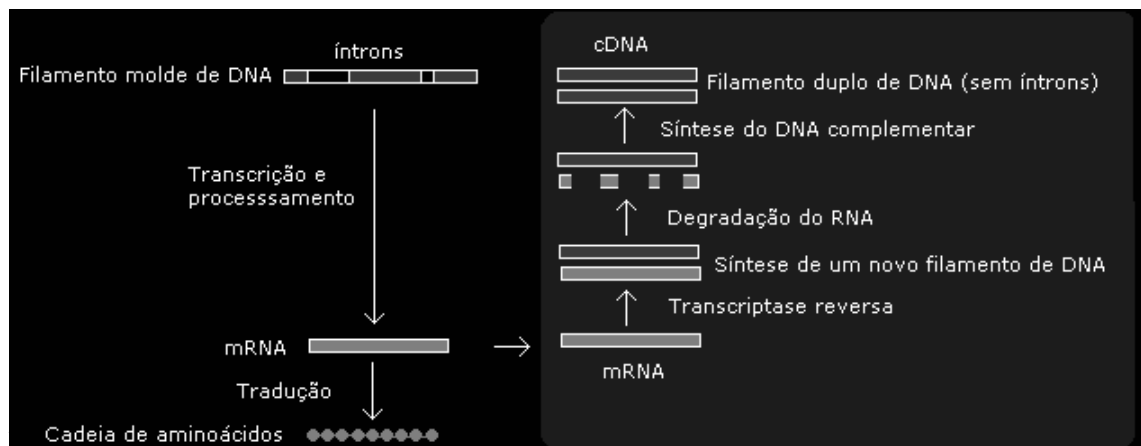 íntrons
Filamento molde de DNA
Transcrição e
processsamento
mRNA
Tradução
Cadeia de aminoácidos
cDNA
Filamento duplo de DNA (sem íntrons)
Síntese do DNA complementar
Degradação do RNA
Síntese de um novo filamento de DNA
Transcriptase reversa
mRNA